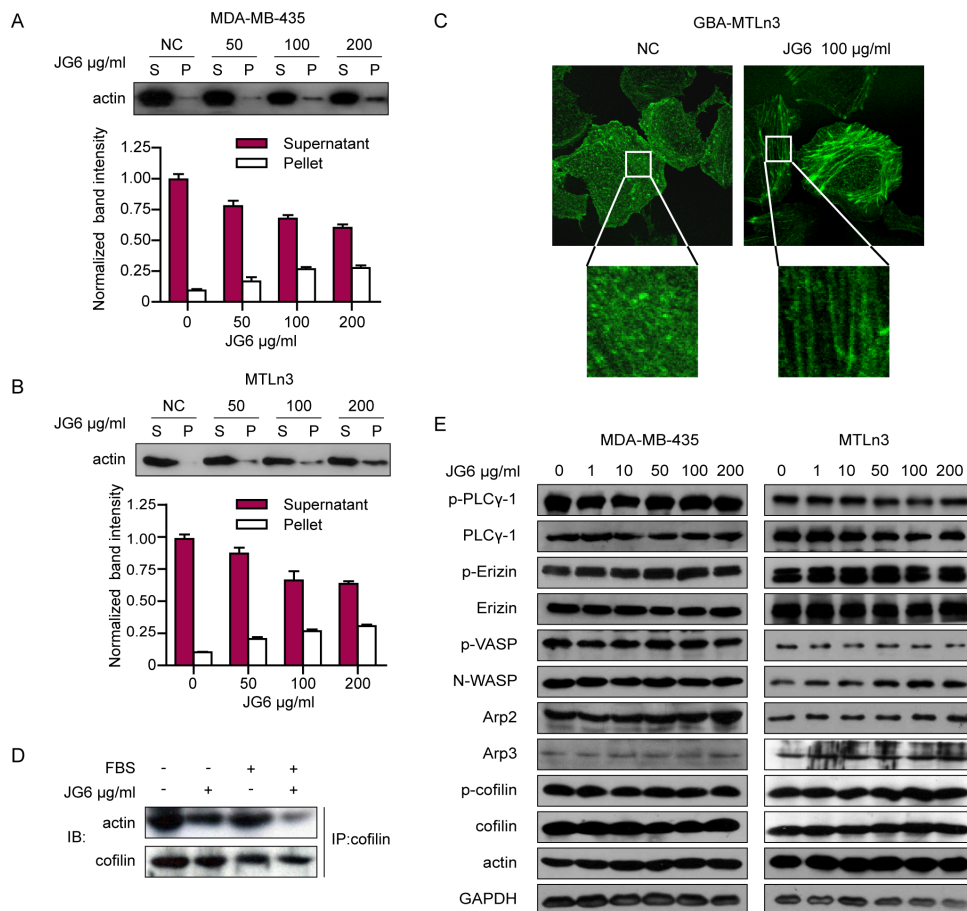 A
MDA-MB-435
NC 50 100 200
JG6 µg/ml
S P S P S P S P
actin
Supernatant
Pellet
Normalized band intensity
1.25
1.00
0.75
0.50
0.25
0
0 50 100 200
JG6 µg/ml
B
MTLn3
NC 50 100 200
JG6 µg/ml
S P S P S P S P
actin
Supernatant
Pellet
Normalized band intensity
1.25
1.00
0.75
0.50
0.25
0
0 50 100 200
JG6 µg/ml
C
GBA-MTLn3
NC JG6 100 µg/ml
D
FBS - - + +
JG6 µg/ml - + - +
IB:
actin
cofilin
IP:cofilin
E
MDA-MB-435 MTLn3
JG6 µg/ml 0 1 10 50 100 200 0 1 10 50 100 200
p-PLCγ-1
PLCγ-1
p-Erizin
Erizin
p-VASP
N-WASP
Arp2
Arp3
p-cofilin
cofilin
actin
GAPDH